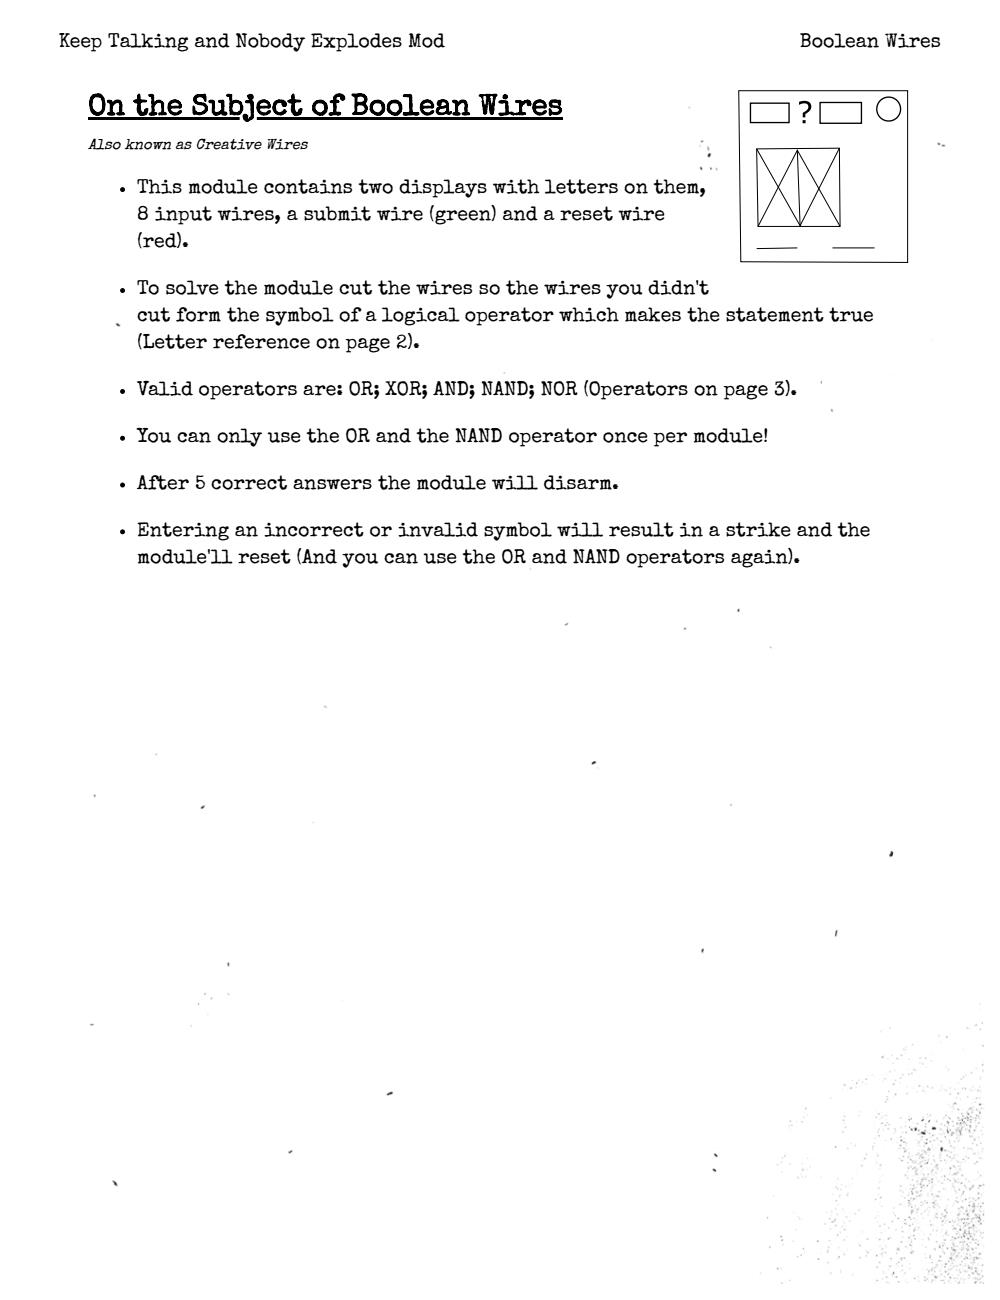 Keep Talking and Nobody Explodes Mod
Boolean Wires
On the Subject of Boolean Wires
?
Also known as Creative Wires
• This module contains two displays with letters on them,
8 input wires, a submit wire (green) and a reset wire
(red).
• To solve the module cut the wires so the wires you didn't
cut form the symbol of a logical operator which makes the statement true
(Letter reference on page 2).
• Valid operators are: OR; XOR; AND; NAND; NOR (Operators on page 3).
• You can only use the OR and the NAND operator once per module!
• After 5 correct answers the module will disarm.
• Entering an incorrect or invalid symbol will result in a strike and the
module'll reset (And you can use the OR and NAND operators again).